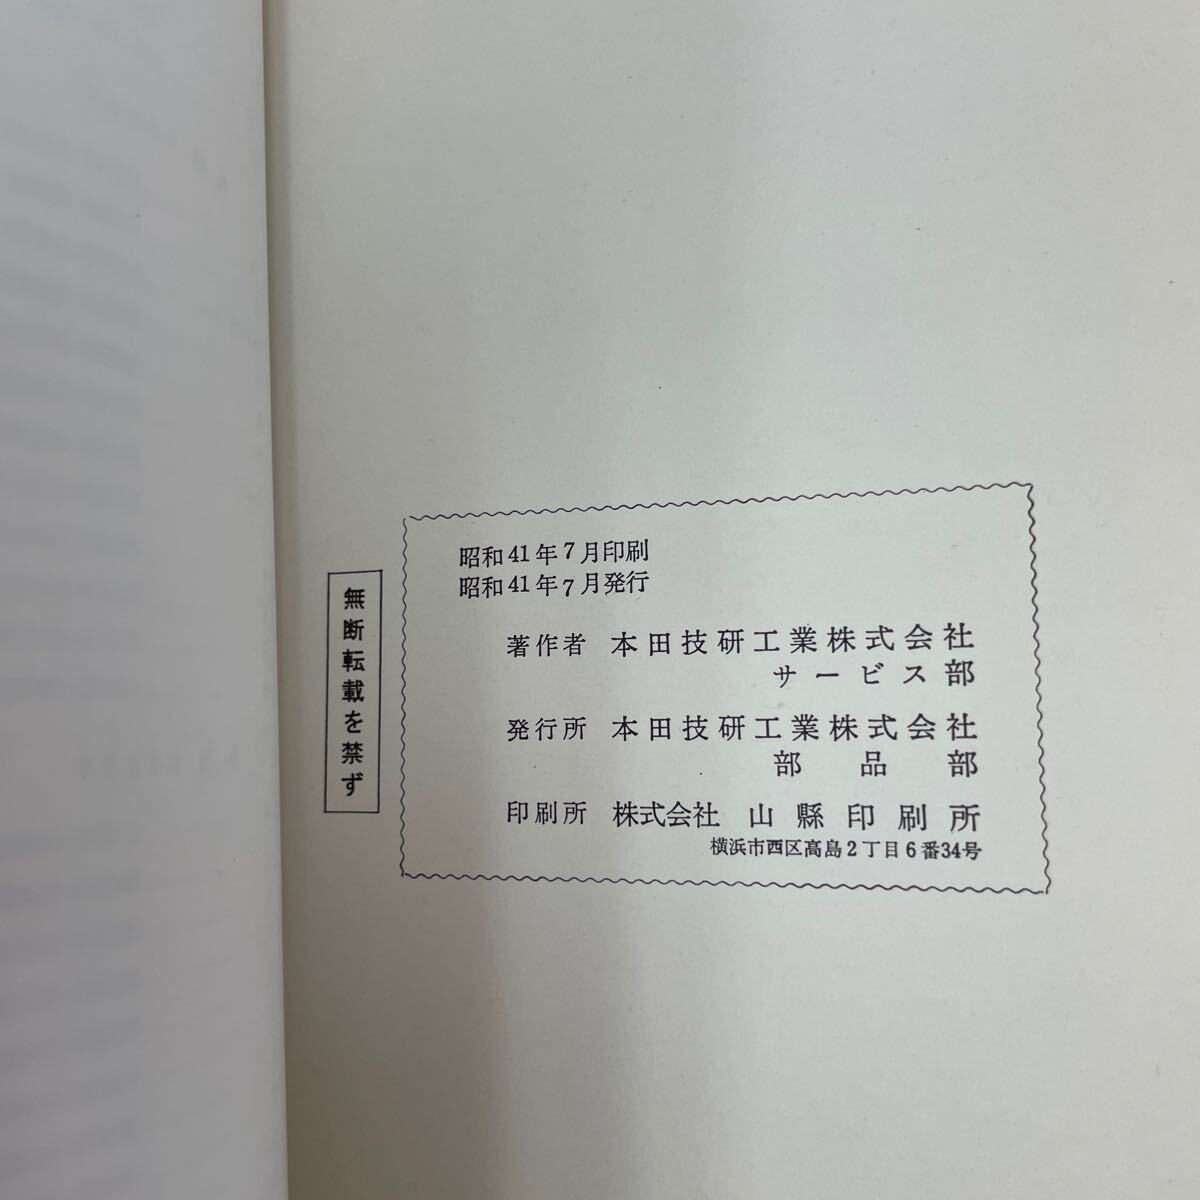 昭和41年7月印刷
昭和41年7月発行
著作者 本田技研工業株式会社
サービス部
発行所 本田技研工業株式会社
部品部
印刷所 株式会社 山縣印刷所
横浜市西区高島2丁目6番34号
無断転載を禁ず